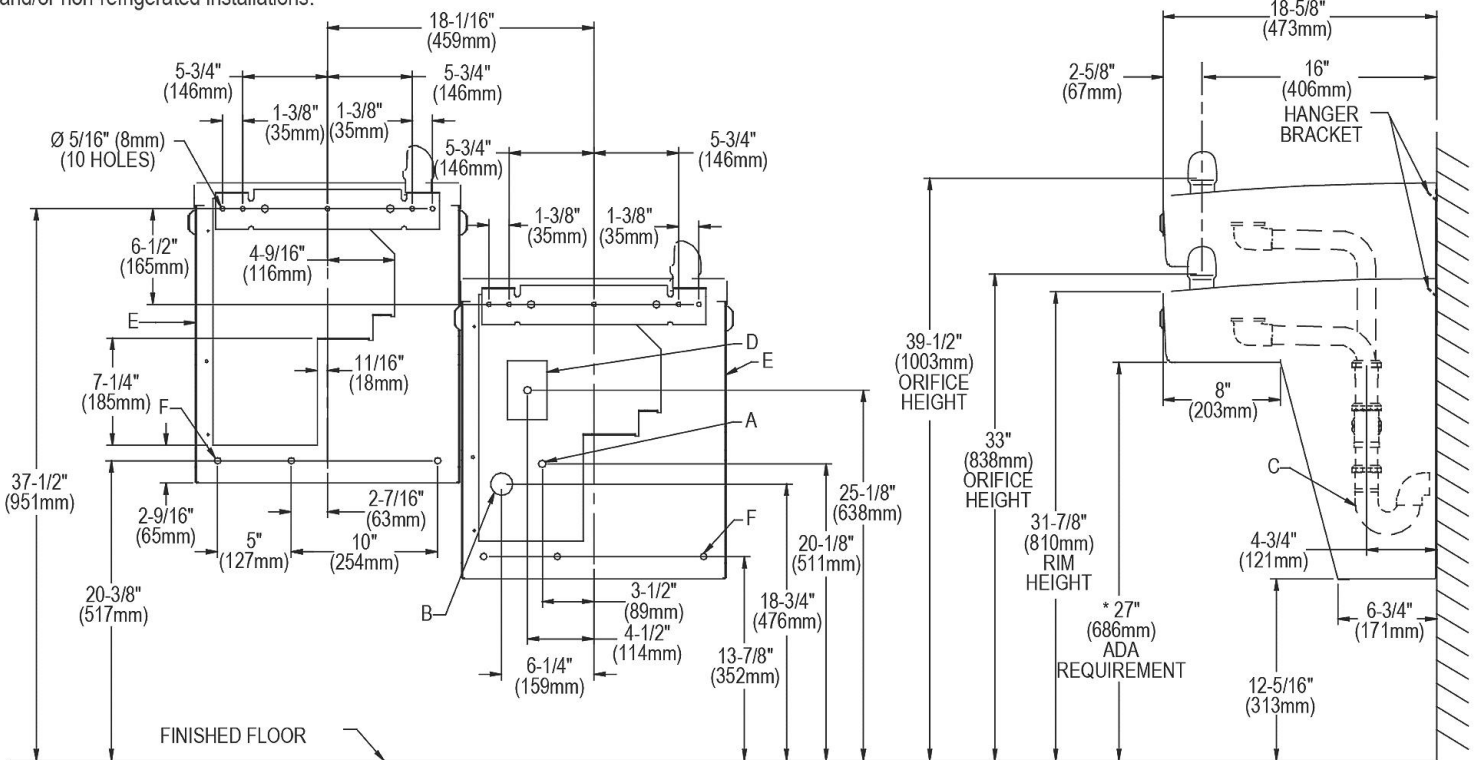 and/or non-refrigerated installations.
18-1/16"
(459mm)
18-5/8"
(473mm)
5-3/4"
(146mm)
5-3/4"
(146mm)
2-5/8"
(67mm)
16"
(406mm)
1-3/8"
(35mm)
1-3/8"
(35mm)
HANGER
BRACKET
Ø 5/16" (8mm)
(10 HOLES)
5-3/4"
(146mm)
5-3/4"
(146mm)
1-3/8"
(35mm)
1-3/8"
(35mm)
6-1/2"
(165mm)
4-9/16"
(116mm)
E
D
E
39-1/2"
(1003mm)
ORIFICE
HEIGHT
11/16"
(18mm)
7-1/4"
(185mm)
8"
(203mm)
F
A
33"
(838mm)
ORIFICE
HEIGHT
C
37-1/2"
(951mm)
25-1/8"
(638mm)
2-7/16"
(63mm)
2-9/16"
(65mm)
F
31-7/8"
(810mm)
RIM
HEIGHT
5"
(127mm)
10"
(254mm)
20-1/8"
(511mm)
4-3/4"
(121mm)
20-3/8"
(517mm)
3-1/2"
(89mm)
18-3/4"
(476mm)
B
* 27"
(686mm)
ADA
REQUIREMENT
6-3/4"
(171mm)
4-1/2"
(114mm)
13-7/8"
(352mm)
6-1/4"
(159mm)
12-5/16"
(313mm)
FINISHED FLOOR